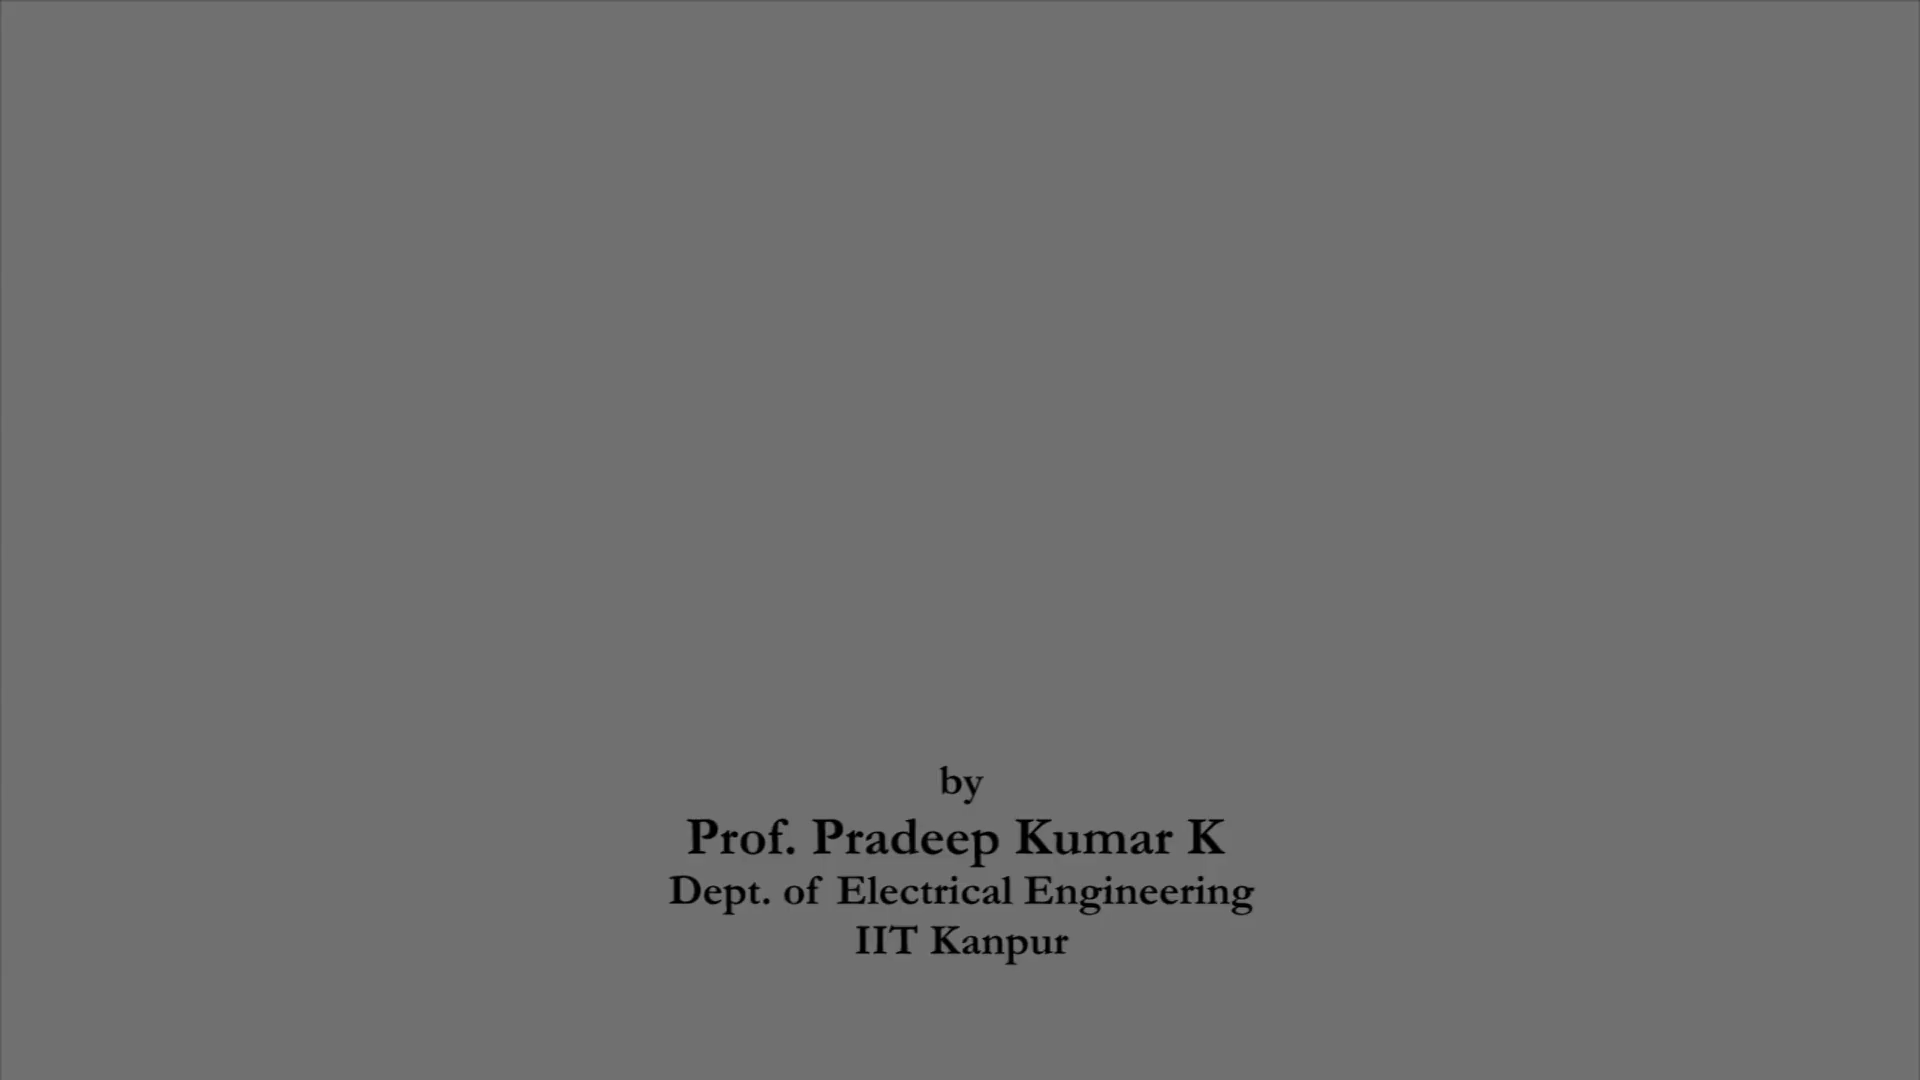 by
Prof. Pradeep Kumar K
Dept. of Electrical Engineering
IIT Kanpur